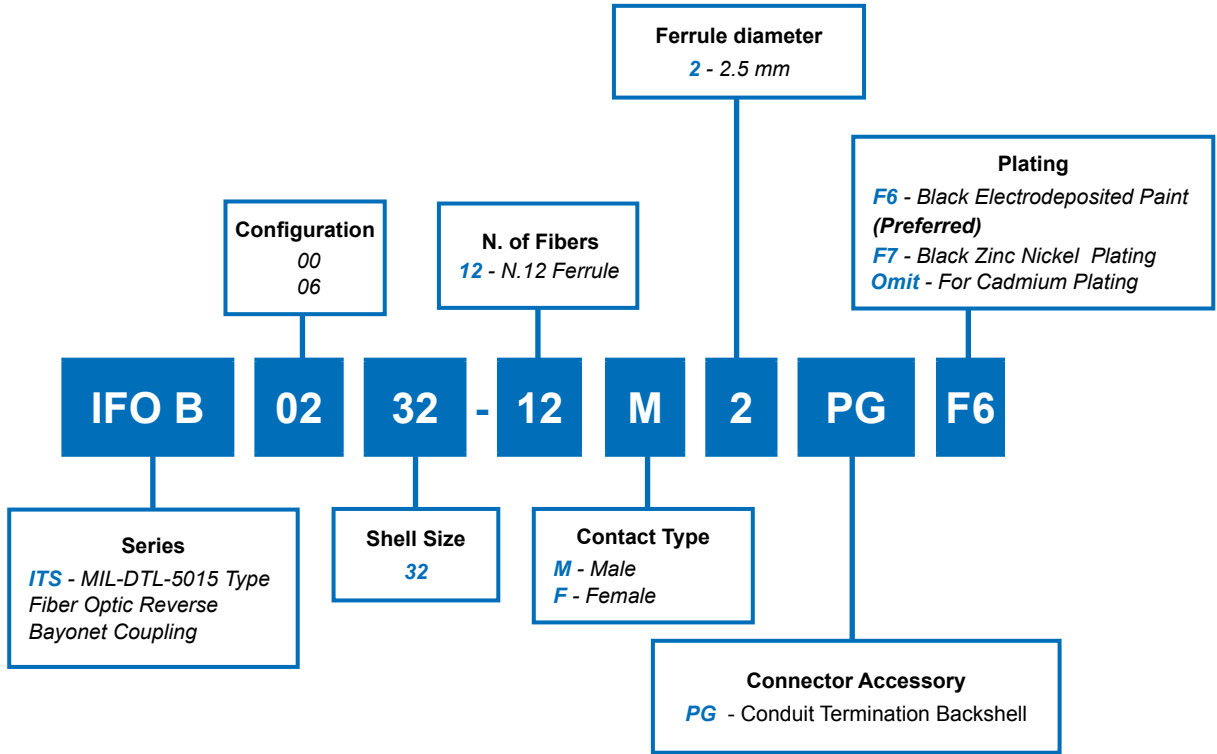 Ferrule diameter
2 - 2.5 mm
Plating
F6 - Black Electrodeposited Paint
(Preferred)
F7 - Black Zinc Nickel Plating
Omit - For Cadmium Plating
Configuration
00
06
N. of Fibers
12 - N.12 Ferrule
IFO B 02 32 - 12 M 2 PG F6
Series
ITS - MIL-DTL-5015 Type
Fiber Optic Reverse
Bayonet Coupling
Shell Size
32
Contact Type
M - Male
F - Female
Connector Accessory
PG - Conduit Termination Backshell